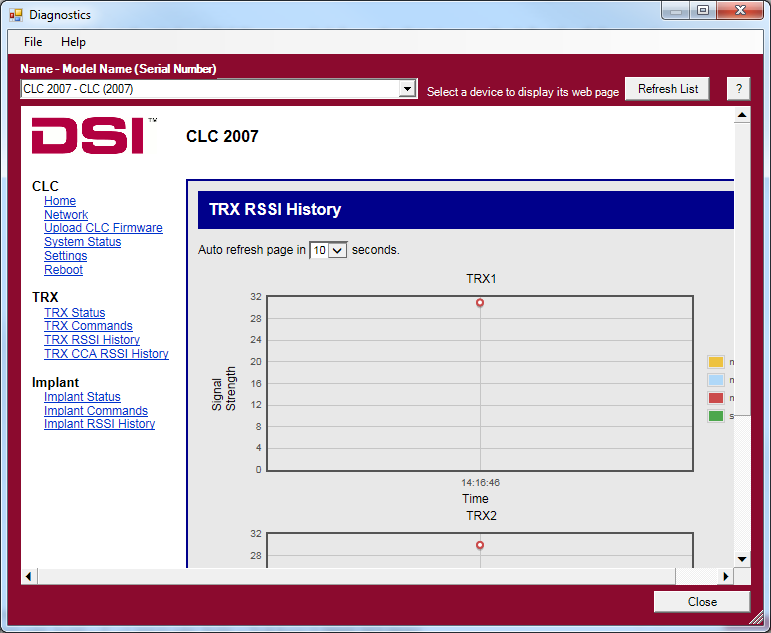 Diagnostics
File Help
Name - Model Name (Serial Number)
CLC 2007 - CLC (2007)
Select a device to display its web page
Refresh List
?
DSI™
CLC 2007
CLC
Home
Network
Upload CLC Firmware
System Status
Settings
Reboot
TRX
TRX Status
TRX Commands
TRX RSSI History
TRX CCA RSSI History
Implant
Implant Status
Implant Commands
Implant RSSI History
TRX RSSI History
Auto refresh page in 10 seconds.
TRX1
32
28
24
20
16
12
8
4
0
Signal
Strength
14:16:46
Time
TRX2
32
28
Close